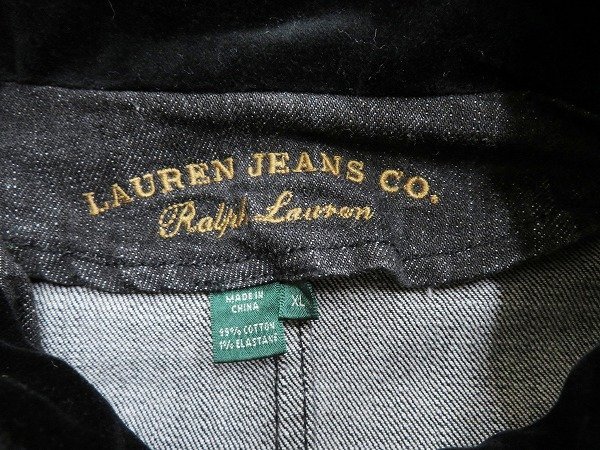 LAUREN JEANS CO.
Ralph Lauren
MADE IN
CHINA
XL
99% COTTON
1% ELASTANE